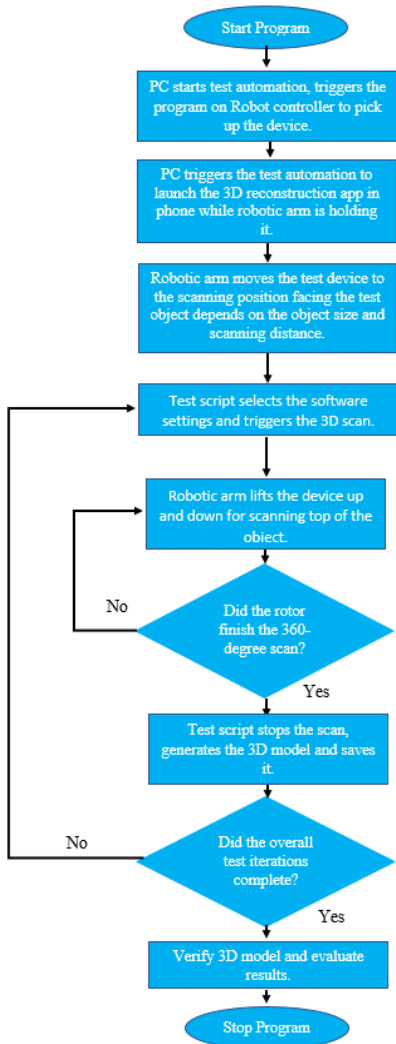 Start Program
PC starts test automation, triggers the
program on Robot controller to pick
up the device.
PC triggers the test automation to
launch the 3D reconstruction app in
phone while robotic arm is holding
it.
Robotic arm moves the test device to
the scanning position facing the test
object depends on the object size and
scanning distance.
Test script selects the software
settings and triggers the 3D scan.
Robotic arm lifts the device up
and down for scanning top of the
object.
No
Did the rotor
finish the 360-
degree scan?
Yes
Test script stops the scan,
generates the 3D model and saves
it.
No
Did the overall
test iterations
complete?
Yes
Verify 3D model and evaluate
results.
Stop Program